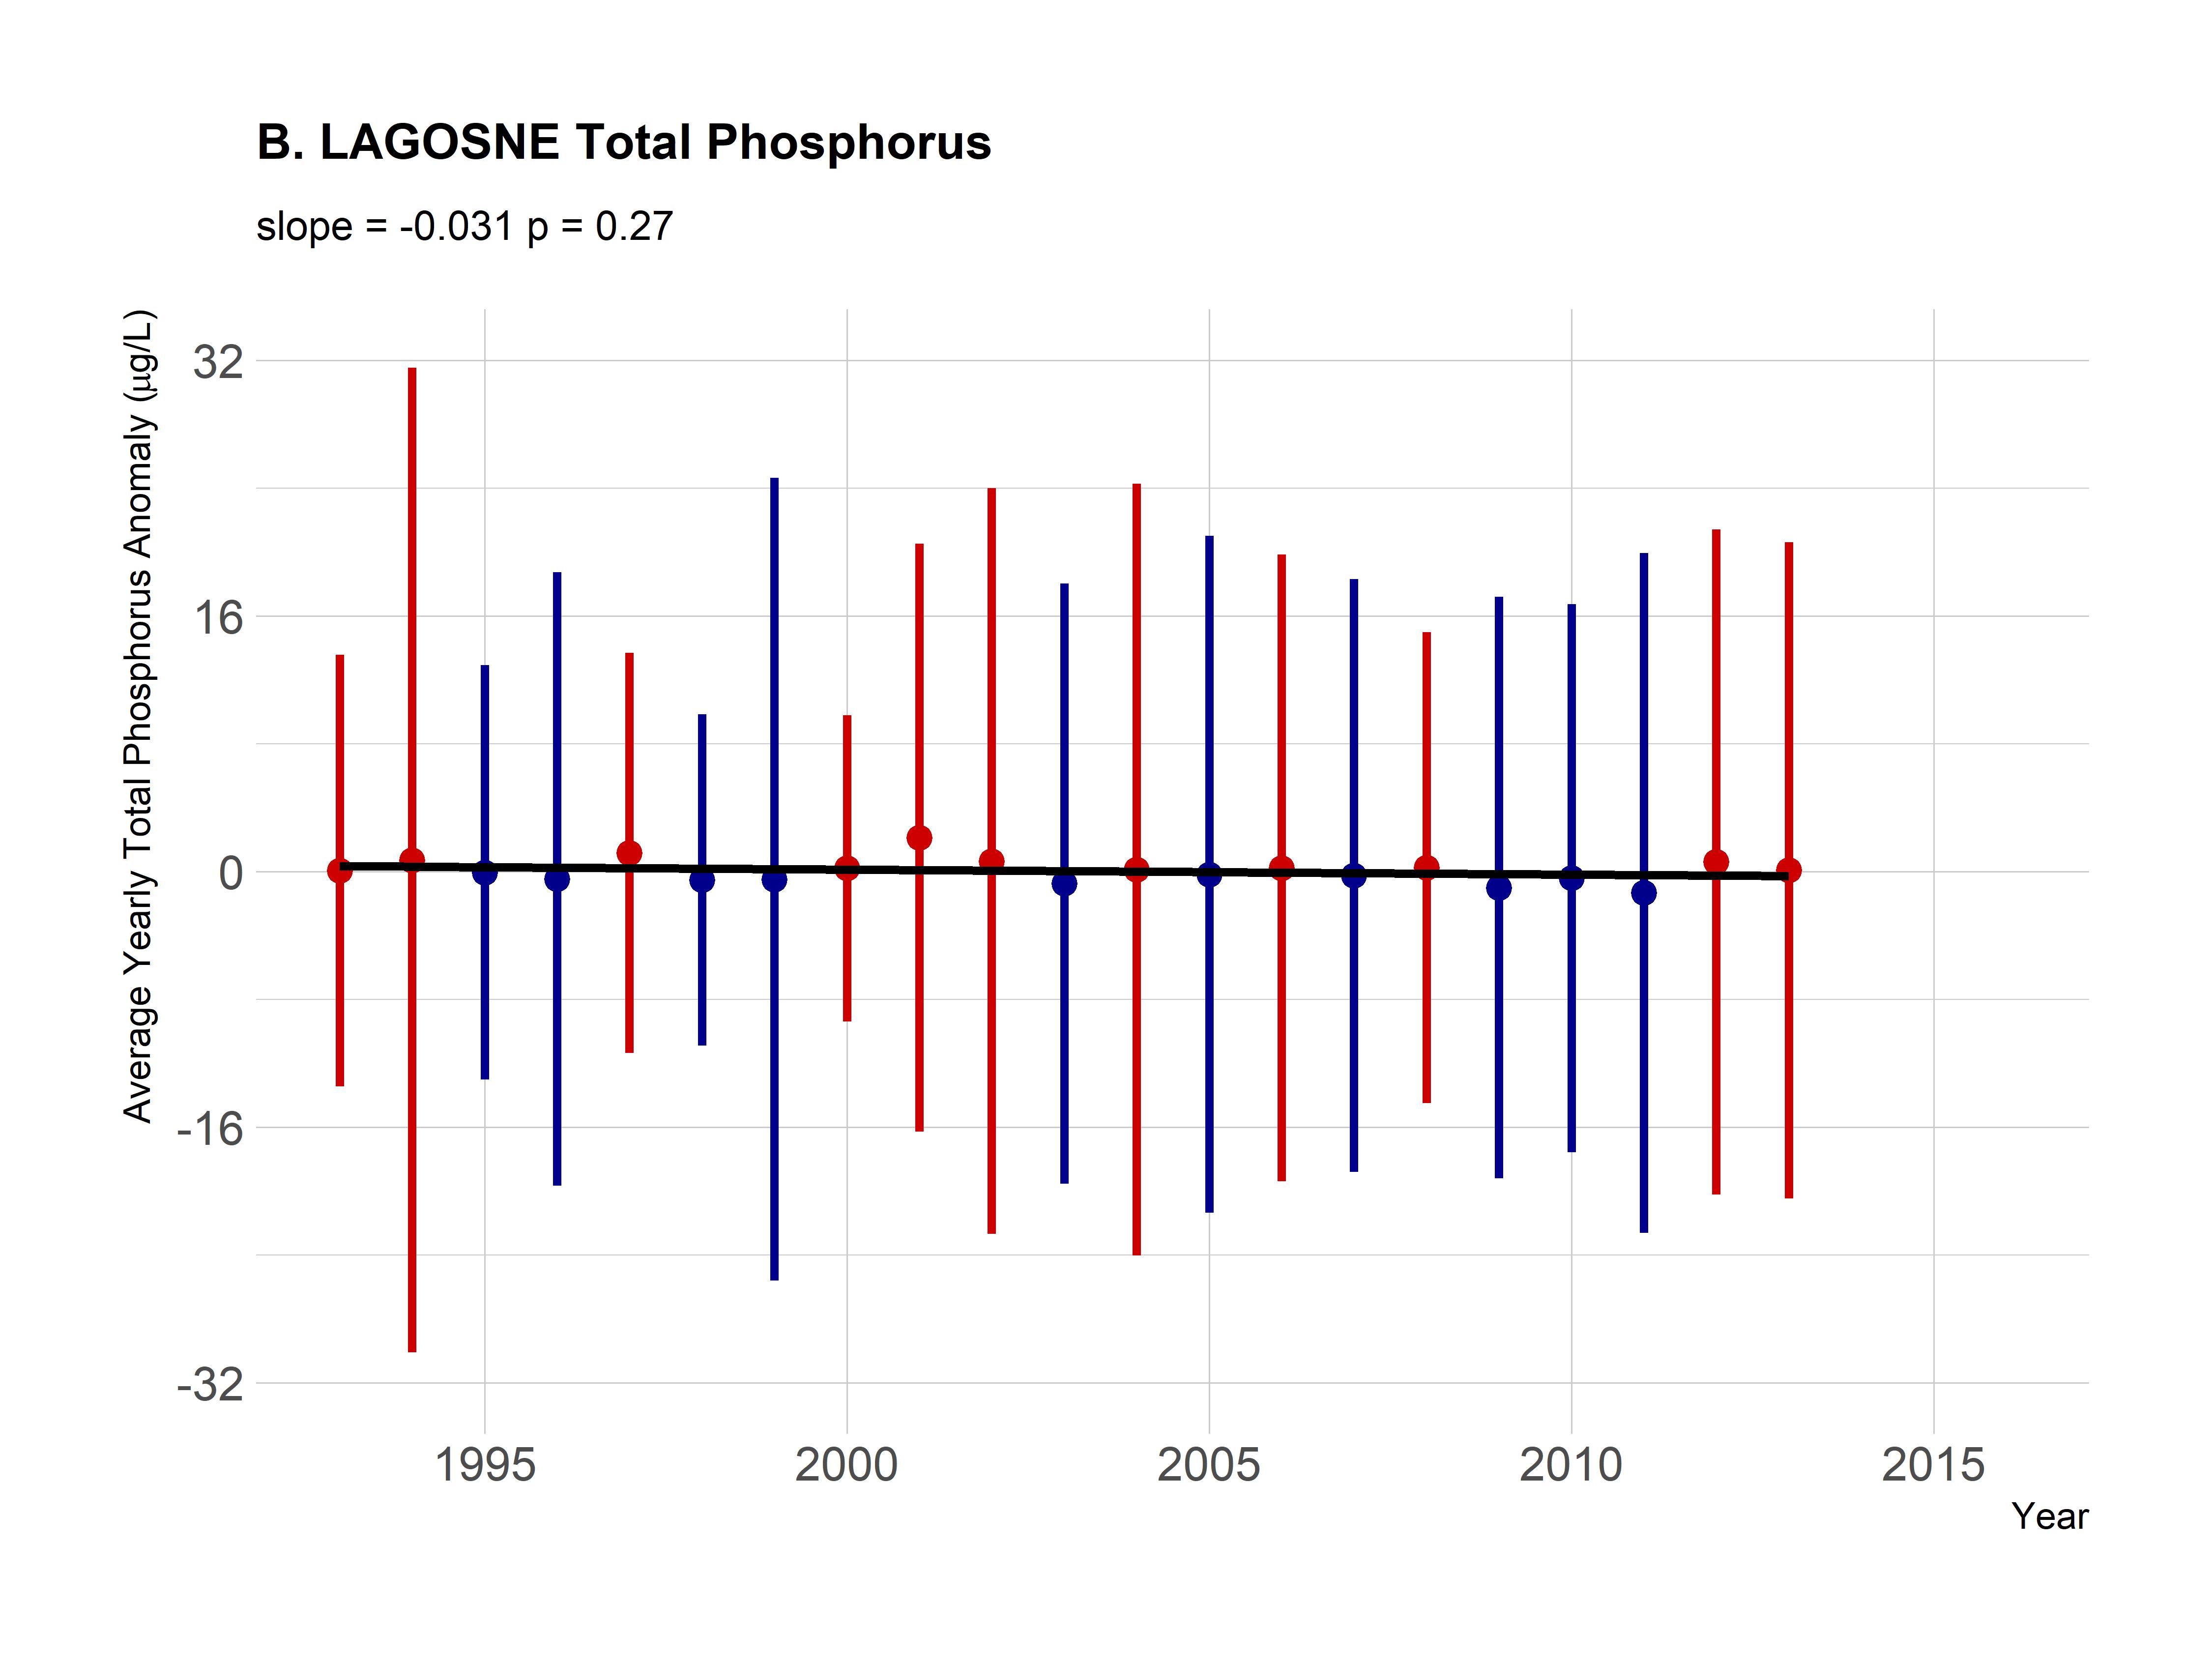 B. LAGOSNE Total Phosphorus
slope = -0.031 p = 0.27
Average Yearly Total Phosphorus Anomaly (μg/L)
32
16
0
-16
-32
1995 2000 2005 2010 2015
Year